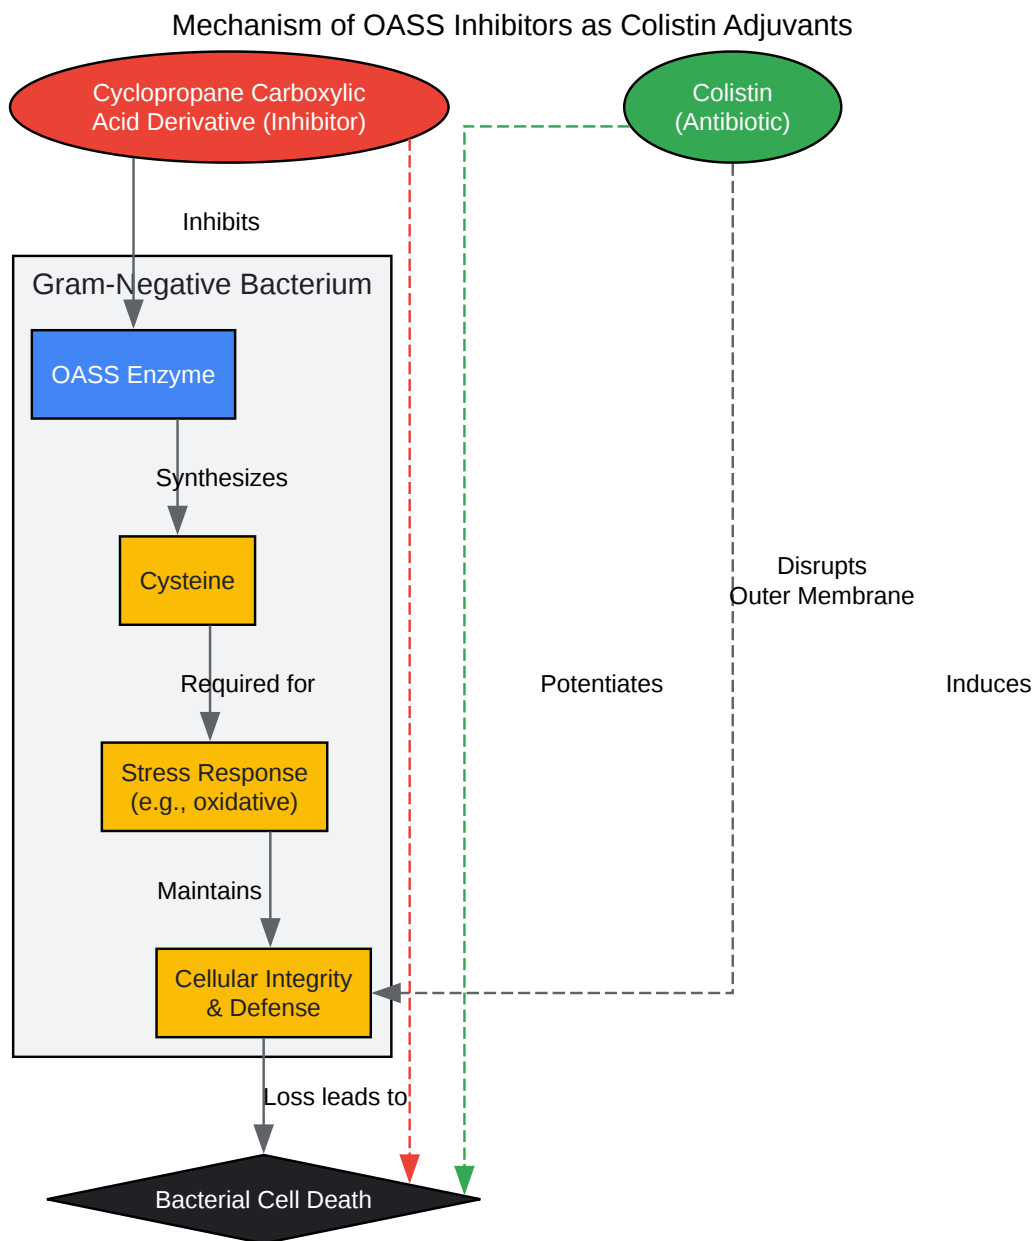 Mechanism of OASS Inhibitors as Colistin Adjuvants
Cyclopropane Carboxylic
Acid Derivative (Inhibitor)
Colistin
(Antibiotic)
Inhibits
Gram-Negative Bacterium
OASS Enzyme
Synthesizes
Cysteine
Disrupts
Outer Membrane
Required for
Potentiates
Induces
Stress Response
(e.g., oxidative)
Maintains
Cellular Integrity
& Defense
Loss leads to
Bacterial Cell Death